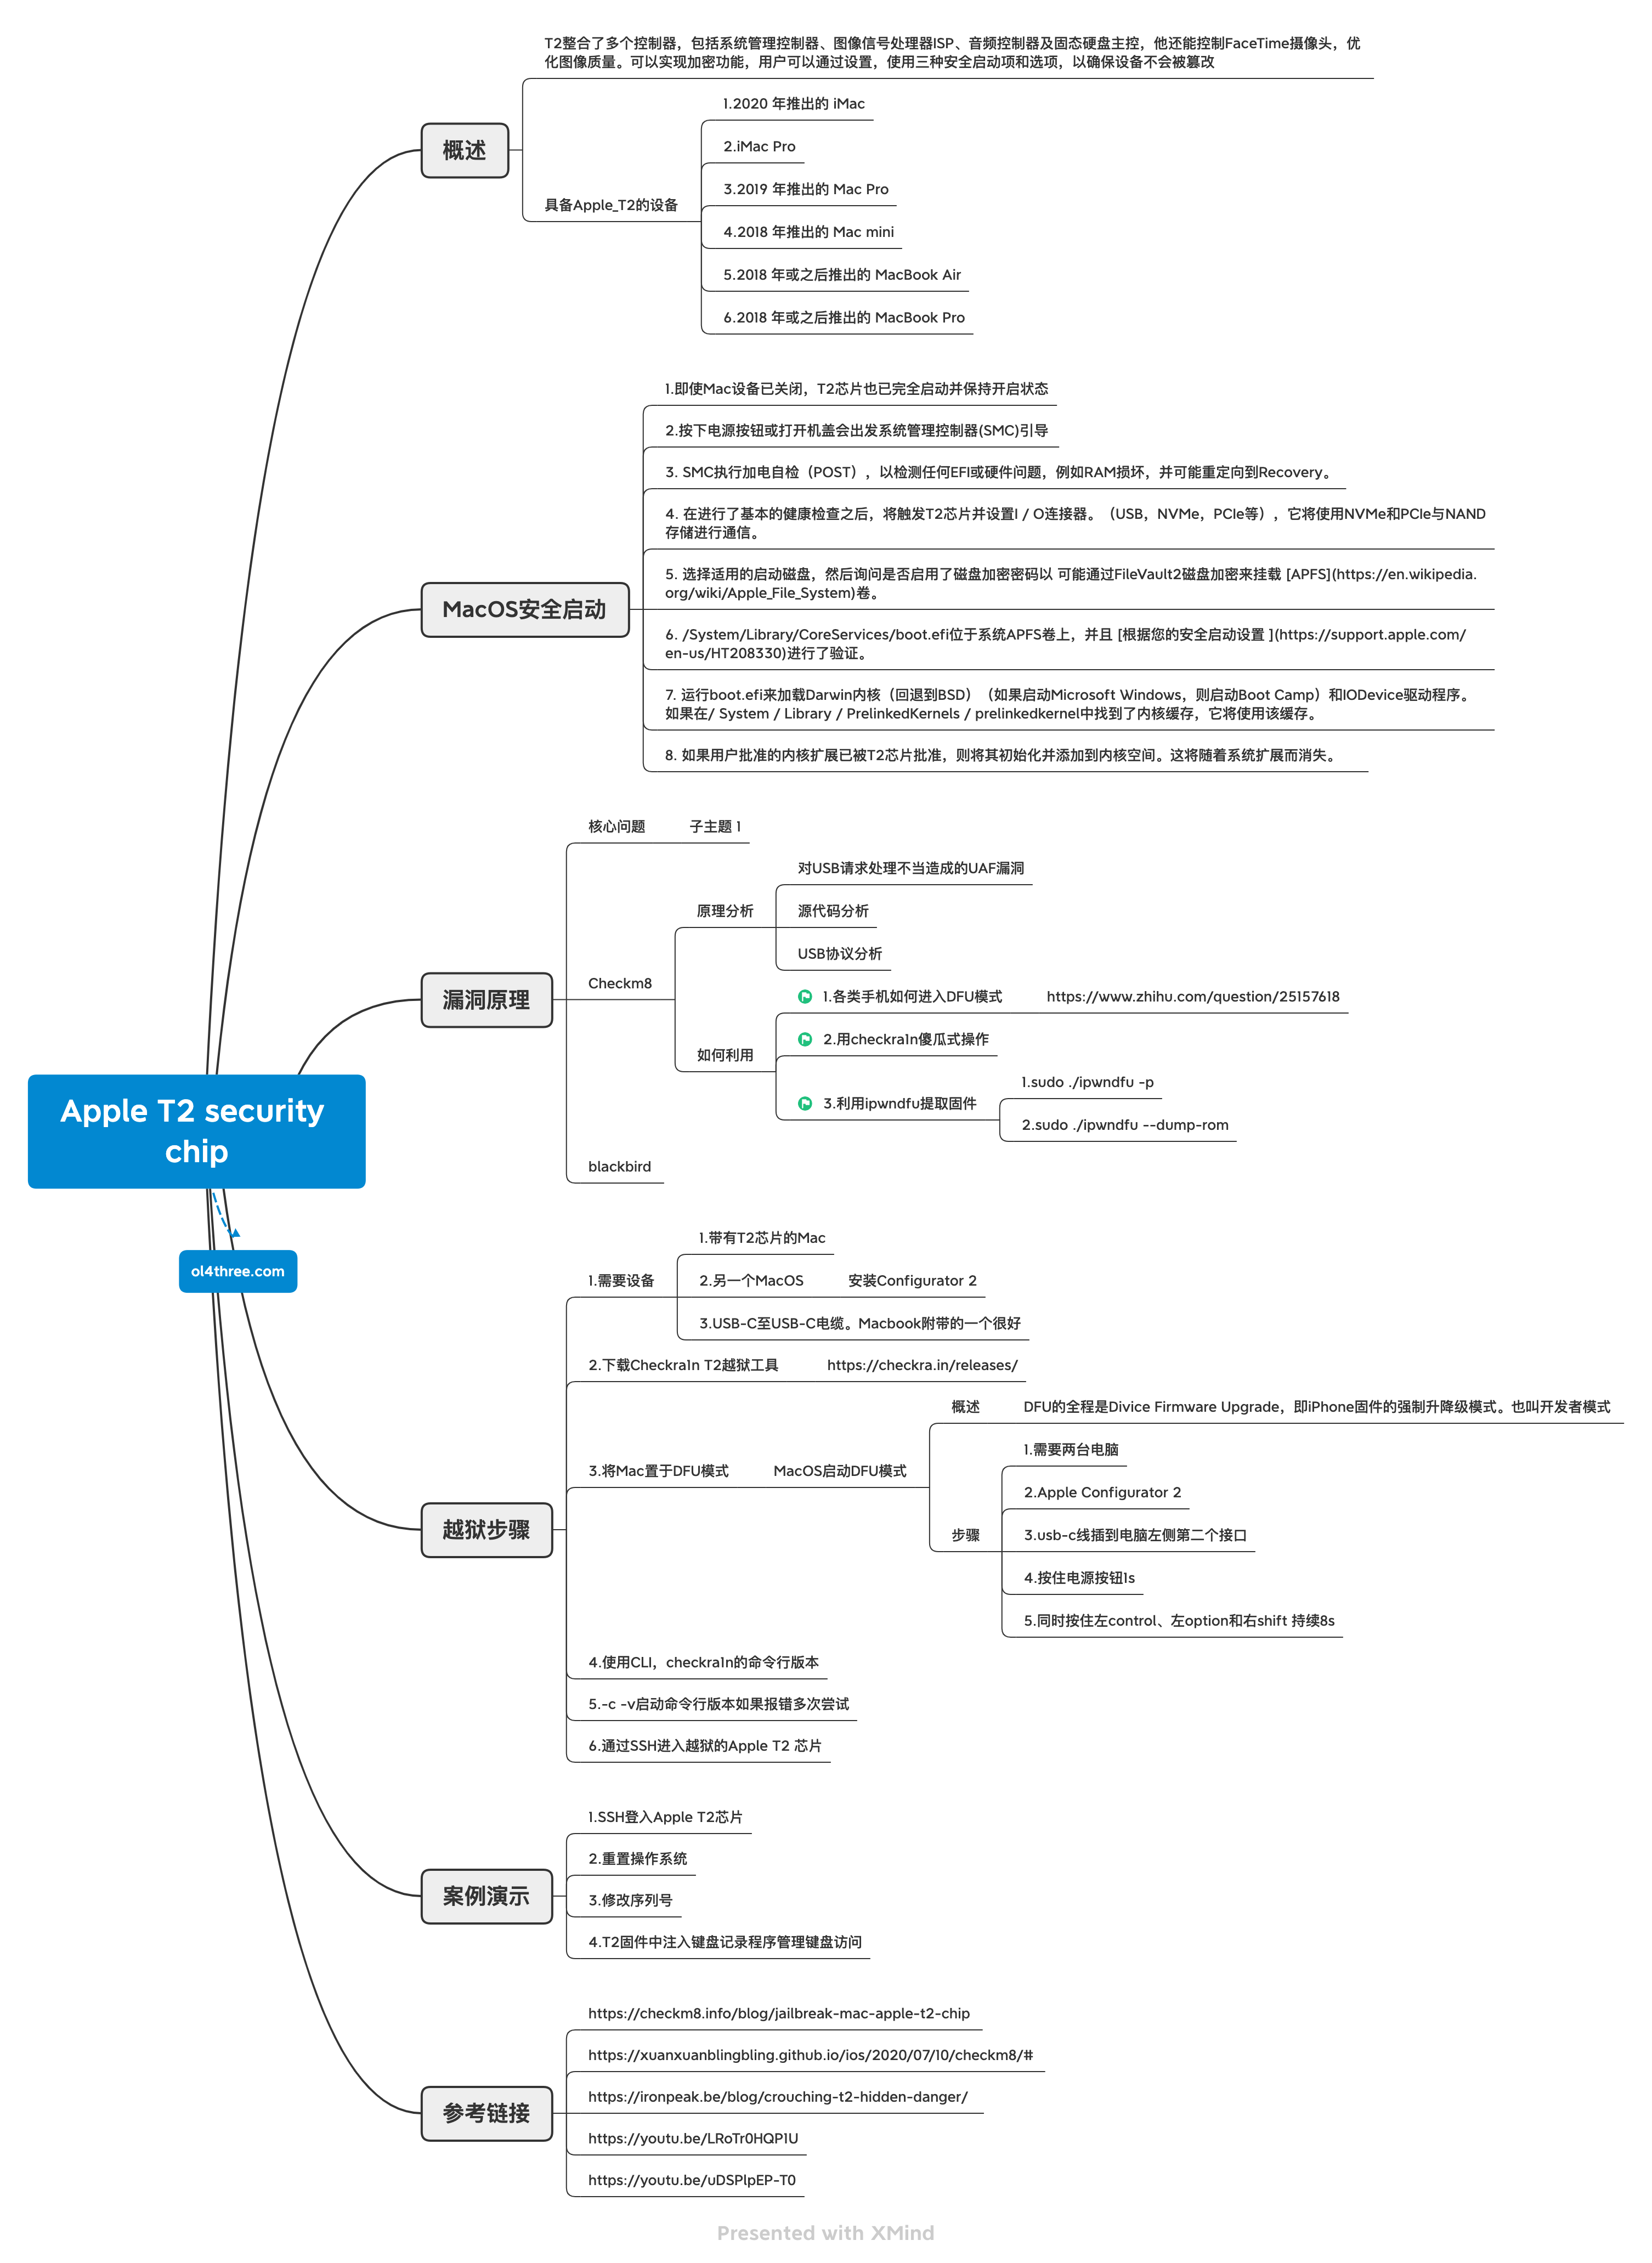 T2整合了多个控制器，包括系统管理控制器、图像信号处理器ISP、音频控制器及固态硬盘主控，他还能控制FaceTime摄像头，优
化图像质量。可以实现加密功能，用户可以通过设置，使用三种安全启动项和选项，以确保设备不会被篡改
概述
1.2020 年推出的 iMac
2.iMac Pro
3.2019 年推出的 Mac Pro
具备Apple_T2的设备
4.2018 年推出的 Mac mini
5.2018 年或之后推出的 MacBook Air
6.2018 年或之后推出的 MacBook Pro
1.即使Mac设备已关闭，T2芯片也已完全启动并保持开启状态
2.按下电源按钮或打开机盖会出发系统管理控制器(SMC)引导
3. SMC执行加电自检（POST），以检测任何EFI或硬件问题，例如RAM损坏，并可能重定向到Recovery。
4. 在进行了基本的健康检查之后，将触发T2芯片并设置I / O连接器。（USB，NVMe，PCIe等），它将使用NVMe和PCIe与NAND
存储进行通信。
5. 选择适用的启动磁盘，然后询问是否启用了磁盘加密密码以 可能通过FileVault2磁盘加密来挂载 [APFS](https://en.wikipedia.
org/wiki/Apple_File_System)卷。
MacOS安全启动
6. /System/Library/CoreServices/boot.efi位于系统APFS卷上，并且 [根据您的安全启动设置 ](https://support.apple.com/
en-us/HT208330)进行了验证。
7. 运行boot.efi来加载Darwin内核（回退到BSD）（如果启动Microsoft Windows，则启动Boot Camp）和IODevice驱动程序。
如果在/ System / Library / PrelinkedKernels / prelinkedkernel中找到了内核缓存，它将使用该缓存。
8. 如果用户批准的内核扩展已被T2芯片批准，则将其初始化并添加到内核空间。这将随着系统扩展而消失。
漏洞原理
核心问题
子主题 1
Checkm8
原理分析
对USB请求处理不当造成的UAF漏洞
源代码分析
USB协议分析
如何利用
1.各类手机如何进入DFU模式
https://www.zhihu.com/question/25157618
2.用checkra1n傻瓜式操作
3.利用ipwndfu提取固件
1.sudo ./ipwndfu -p
2.sudo ./ipwndfu --dump-rom
blackbird
Apple T2 security
chip
ol4three.com
越狱步骤
1.需要设备
1.带有T2芯片的Mac
2.另一个MacOS
安装Configurator 2
3.USB-C至USB-C电缆。Macbook附带的一个很好
2.下载Checkra1n T2越狱工具
https://checkra.in/releases/
3.将Mac置于DFU模式
MacOS启动DFU模式
概述
DFU的全程是Divice Firmware Upgrade，即iPhone固件的强制升降级模式。也叫开发者模式
步骤
1.需要两台电脑
2.Apple Configurator 2
3.usb-c线插到电脑左侧第二个接口
4.按住电源按钮1s
5.同时按住左control、左option和右shift 持续8s
4.使用CLI，checkra1n的命令行版本
5.-c -v启动命令行版本如果报错多次尝试
6.通过SSH进入越狱的Apple T2 芯片
案例演示
1.SSH登入Apple T2芯片
2.重置操作系统
3.修改序列号
4.T2固件中注入键盘记录程序管理键盘访问
参考链接
https://checkm8.info/blog/jailbreak-mac-apple-t2-chip
https://xuanxuanblingbling.github.io/ios/2020/07/10/checkm8/#
https://ironpeak.be/blog/crouching-t2-hidden-danger/
https://youtu.be/LRoTr0HQP1U
https://youtu.be/uDSPlpEP-T0
Presented with XMind